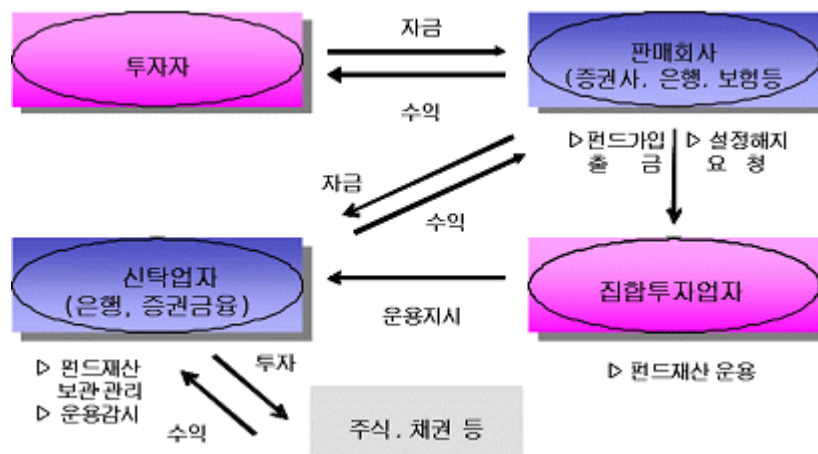 자금
투자자
판매회사
(증권사, 은행, 보험등
수익
▷ 펀드가입 ▷ 설정해지
출 금 요 청
자금
수익
신탁업자
(은행, 증권금융)
집합투자업자
운용지시
▷ 펀드재산
보관·관리
▷ 운용감시
투자
수익
▷ 펀드재산 운용
주식, 채권 등